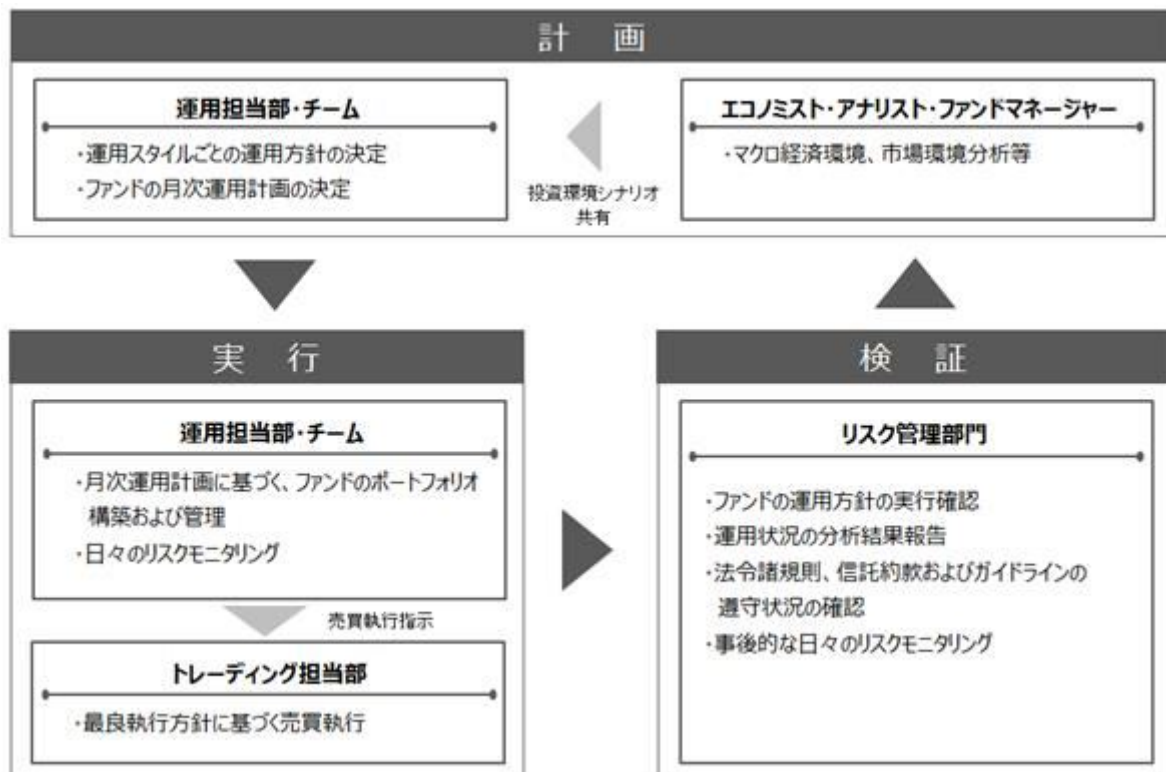 計 画
運用担当部・チーム
・運用スタイルごとの運用方針の決定
・ファンドの月次運用計画の決定
投資環境シナリオ
共有
エコノミスト・アナリスト・ファンドマネージャー
・マクロ経済環境、市場環境分析等
実 行
運用担当部・チーム
・月次運用計画に基づく、ファンドのポートフォリオ
構築および管理
・日々のリスクモニタリング
売買執行指示
トレーディング担当部
・最良執行方針に基づく売買執行
検 証
リスク管理部門
・ファンドの運用方針の実行確認
・運用状況の分析結果報告
・法令諸規則、信託約款およびガイドラインの
遵守状況の確認
・事後的な日々のリスクモニタリング